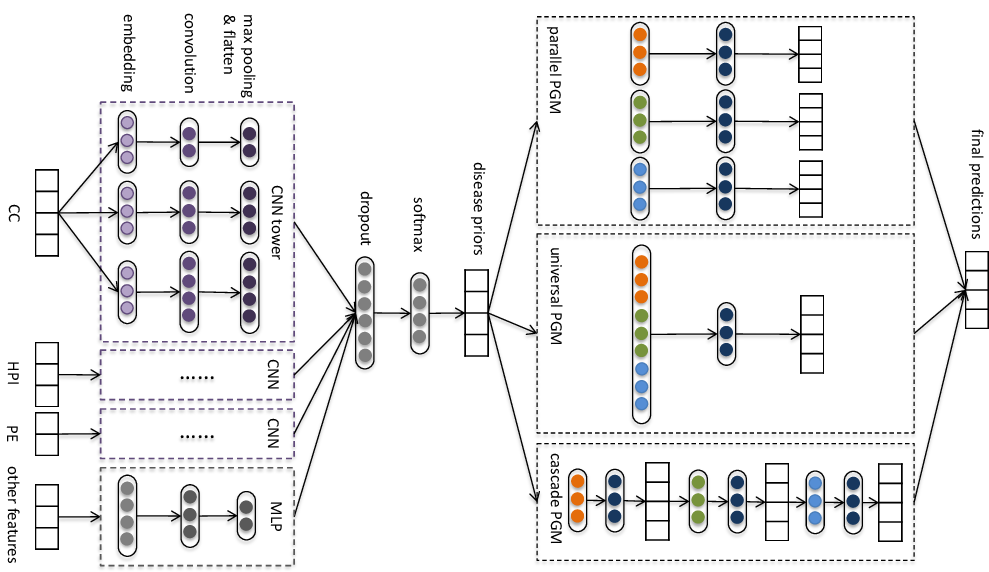 final predictions
parallel PGM
universal PGM
cascade PGM
disease priors
softmax
dropout
max pooling
& flatten
convolution
embedding
CNN tower
CNN
......
CNN
......
MLP
CC
HPI
PE
other features